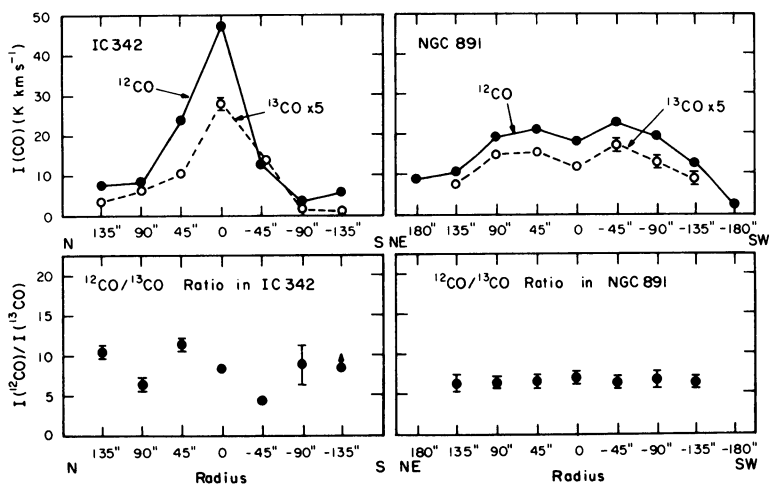 50
40
30
20
10
0
I(CO) (K km s⁻¹)
IC 342
¹²CO
¹³CO x5
135" 90" 45" 0 -45" -90" -135"
N S
NGC 891
¹²CO
¹³CO x5
180" 135" 90" 45" 0 -45" -90" -135" -180"
NE SW
20
15
10
5
0
I(¹²CO)/I(¹³CO)
¹²CO/¹³CO Ratio in IC 342
135" 90" 45" 0 -45" -90" -135"
N S
Radius
¹²CO/¹³CO Ratio in NGC 891
135" 90" 45" 0 -45" -90" -135" -180"
NE SW
Radius